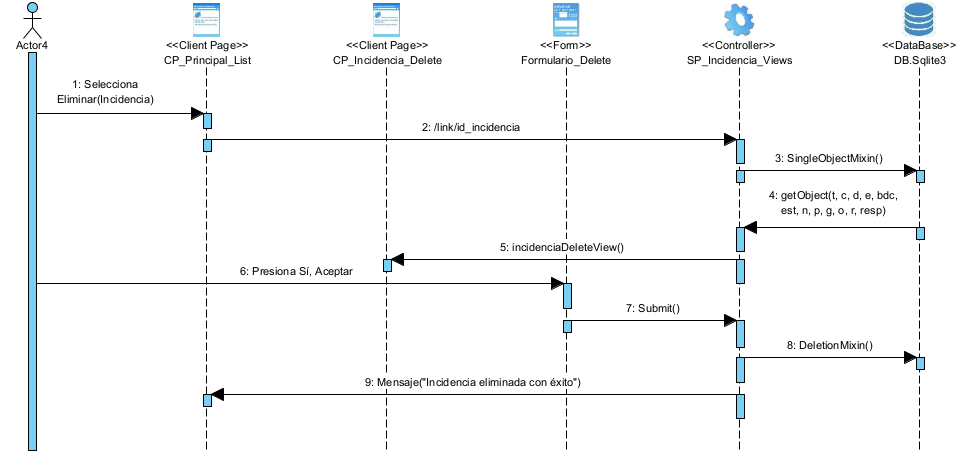 Actor4
<<Client Page>>
CP_Principal_List
<<Client Page>>
CP_Incidencia_Delete
<<Form>>
Formulario_Delete
<<Controller>>
SP_Incidencia_Views
<<DataBase>>
DB.Sqlite3
1: Selecciona
Eliminar(Incidencia)
2: /link/id_incidencia
3: SingleObjectMixin()
4: getObject(t, c, d, e, bdc,
est, n, p, g, o, r, resp)
5: incidenciaDeleteView()
6: Presiona Sí, Aceptar
7: Submit()
8: DeletionMixin()
9: Mensaje("Incidencia eliminada con éxito")